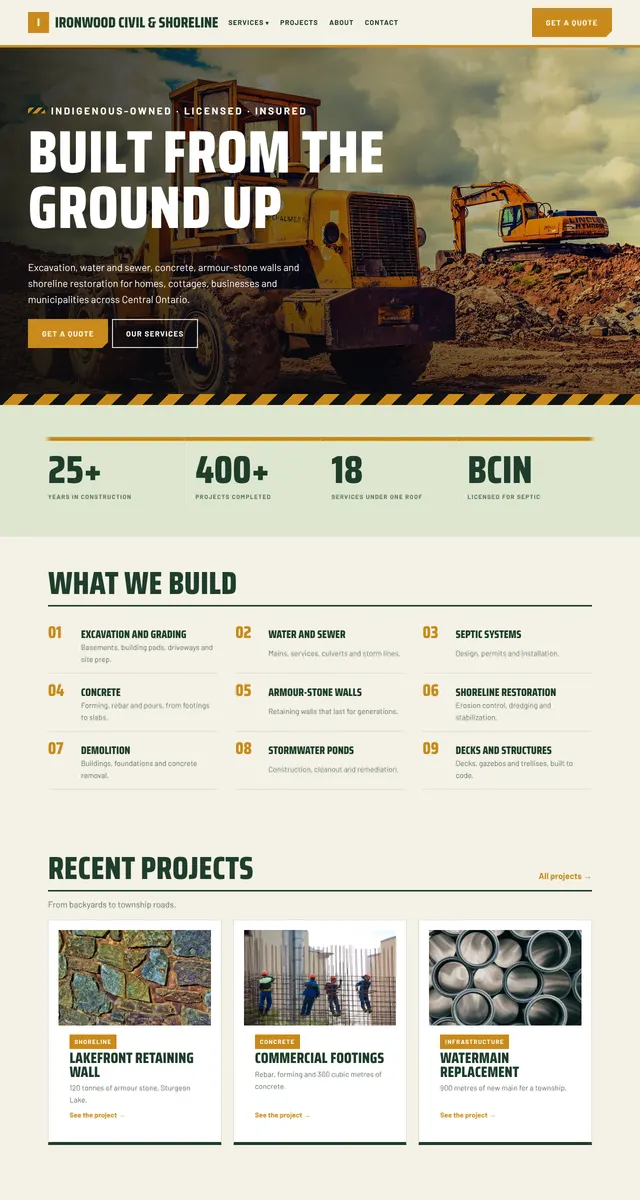 I IRONWOOD CIVIL & SHORELINE SERVICES ▾ PROJECTS ABOUT CONTACT GET A QUOTE
INDIGENOUS-OWNED · LICENSED · INSURED
BUILT FROM THE
GROUND UP
Excavation, water and sewer, concrete, armour-stone walls and
shoreline restoration for homes, cottages, businesses and
municipalities across Central Ontario.
GET A QUOTE OUR SERVICES
25+ 400+ 18 BCIN
YEARS IN CONSTRUCTION PROJECTS COMPLETED SERVICES UNDER ONE ROOF LICENSED FOR SEPTIC
WHAT WE BUILD
01 EXCAVATION AND GRADING
Basements, building pads, driveways and
site prep.
02 WATER AND SEWER
Mains, services, culverts and storm lines.
03 SEPTIC SYSTEMS
Design, permits and installation.
04 CONCRETE
Forming, rebar and pours, from footings
to slabs.
05 ARMOUR-STONE WALLS
Retaining walls that last for generations.
06 SHORELINE RESTORATION
Erosion control, dredging and
stabilization.
07 DEMOLITION
Buildings, foundations and concrete
removal.
08 STORMWATER PONDS
Construction, cleanout and remediation.
09 DECKS AND STRUCTURES
Decks, gazebos and trellises, built to
code.
RECENT PROJECTS
All projects →
From backyards to township roads.
SHORELINE
LAKEFRONT RETAINING
WALL
120 tonnes of armour stone, Sturgeon
Lake.
See the project →
CONCRETE
COMMERCIAL FOOTINGS
Rebar, forming and 360 cubic metres of
concrete.
See the project →
INFRASTRUCTURE
WATERMAIN
REPLACEMENT
900 metres of new main for a township.
See the project →